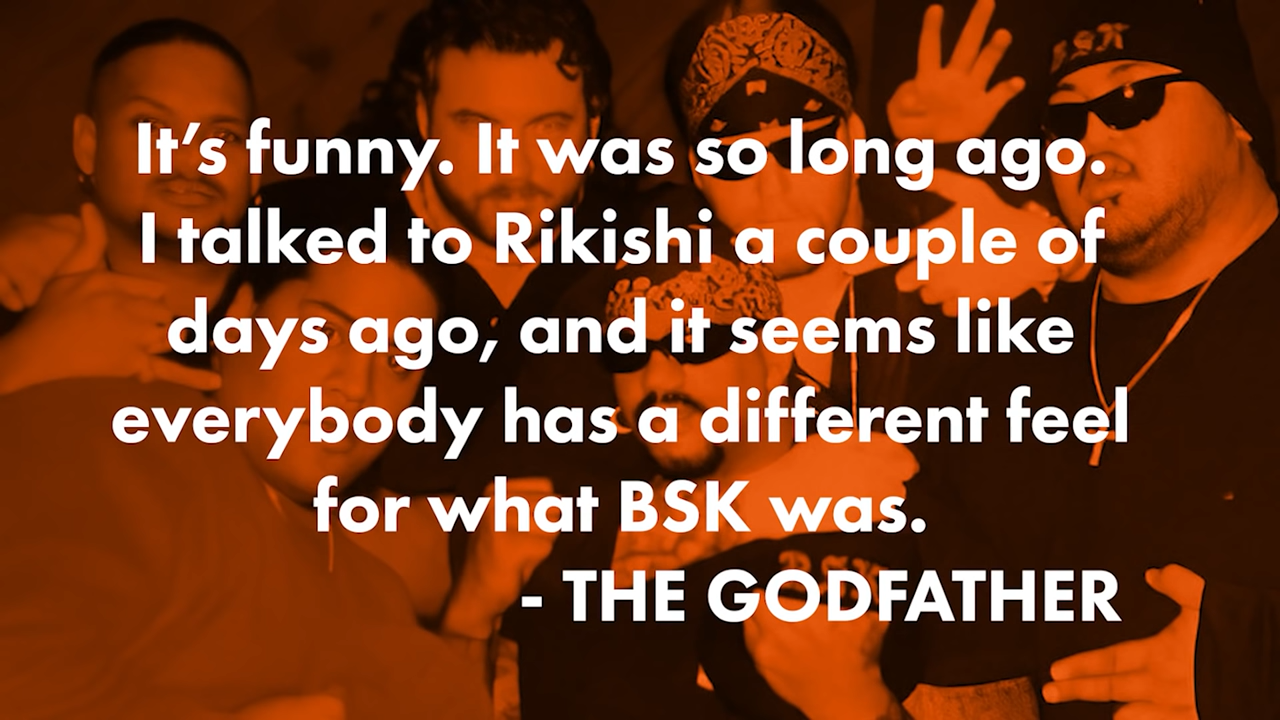 It's funny. It was so long ago.
I talked to Rikishi a couple of
days ago, and it seems like
everybody has a different feel
for what BSK was.
- THE GODFATHER